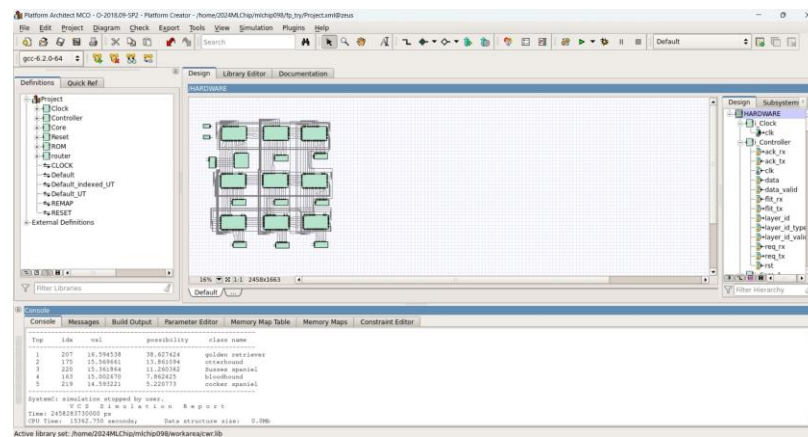 Platform Architect MCO - O-2018.09-SP2 - Platform Creator - /home/2024MLChip/mlchip098/fp_try/Project.xml@zeus
File Edit Project Diagram Check Export Tools View Simulation Plugins Help
Search
Default
gcc-6.2.0-64
Definitions Quick Ref
Project
Clock
Controller
Core
Reset
ROM
router
CLOCK
Default
Default_indexed_UT
Default_UT
REMAP
RESET
External Definitions
Filter Libraries
Design Library Editor Documentation
HARDWARE
16% 1:1 2458x1663
Default ...
Design Subsystem
HARDWARE
i_Clock
clk
i_Controller
ack_rx
ack_tx
clk
data
data_valid
flit_rx
flit_tx
layer_id
layer_id_type
layer_id_vali
req_rx
req_tx
rst
Filter Hierarchy
Console
Console Messages Build Output Parameter Editor Memory Map Table Memory Maps Constraint Editor
Top idx val possibility class name
1 207 16.594538 38.627424 golden retriever
2 175 15.569661 13.861094 otterhound
3 220 15.361864 11.260362 Sussex spaniel
4 163 15.002670 7.862425 bloodhound
5 219 14.593221 5.220773 cocker spaniel
SystemC: simulation stopped by user.
V C S S i m u l a t i o n R e p o r t
Time: 2458283730000 ps
CPU Time: 15362.750 seconds; Data structure size: 0.0Mb
Active library set: /home/2024MLChip/mlchip098/workarea/cwr.lib